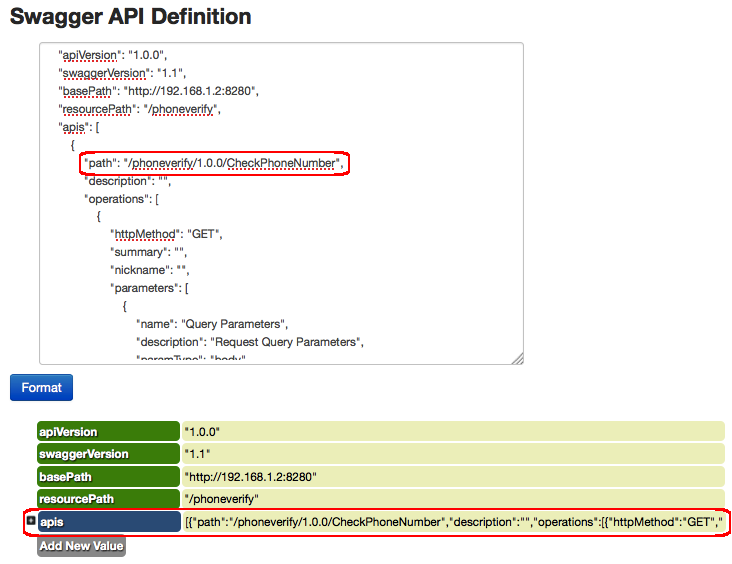 Swagger API Definition
"apiVersion": "1.0.0",
"swaggerVersion": "1.1",
"basePath": "http://192.168.1.2:8280",
"resourcePath": "/phoneverify",
"apis": [
{
"path": "/phoneverify/1.0.0/CheckPhoneNumber",
"description": "",
"operations": [
{
"httpMethod": "GET",
"summary": "",
"nickname": "",
"parameters": [
{
"name": "Query Parameters",
"description": "Request Query Parameters",
"paramType": "body"
Format
apiVersion "1.0.0"
swaggerVersion "1.1"
basePath "http://192.168.1.2:8280"
resourcePath "/phoneverify"
apis [{"path":"/phoneverify/1.0.0/CheckPhoneNumber","description":"","operations":[{"httpMethod":"GET","
Add New Value